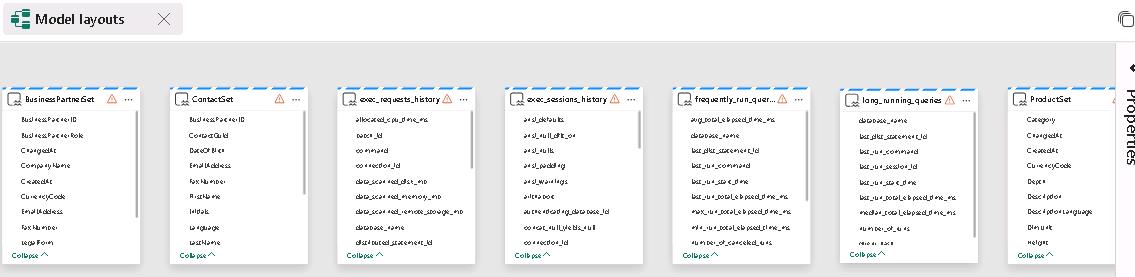 Model layouts
Properties
BusinessPartnerSet
BusinessPartnerID
BusinessPartnerRole
ChangedAt
CompanyName
CreatedAt
CurrencyCode
EmailAddress
FaxNumber
LegalForm
Collapse
ContactSet
BusinessPartnerID
ContactGuid
DateOfBirth
EmailAddress
FaxNumber
FirstName
Initials
Language
LastName
Collapse
exec_requests_history
allocated_cpu_time_ms
batch_id
command
connection_id
data_scanned_disk_mb
data_scanned_memory_mb
data_scanned_remote_storage_mb
database_name
distributed_statement_id
Collapse
exec_sessions_history
ansi_defaults
ansi_null_dflt_on
ansi_nulls
ansi_padding
ansi_warnings
arithabort
authenticating_database_id
concat_null_yields_null
connection_id
Collapse
frequently_run_quer...
avg_total_elapsed_time_ms
database_name
last_dist_statement_id
last_run_command
last_run_start_time
last_run_total_elapsed_time_ms
max_run_total_elapsed_time_ms
min_run_total_elapsed_time_ms
number_of_canceled_runs
Collapse
long_running_queries
database_name
last_dist_statement_id
last_run_command
last_run_session_id
last_run_start_time
last_run_total_elapsed_time_ms
median_total_elapsed_time_ms
number_of_runs
Collapse
ProductSet
Category
ChangedAt
CreatedAt
CurrencyCode
Depth
Description
DescriptionLanguage
DimUnit
Height
Collapse